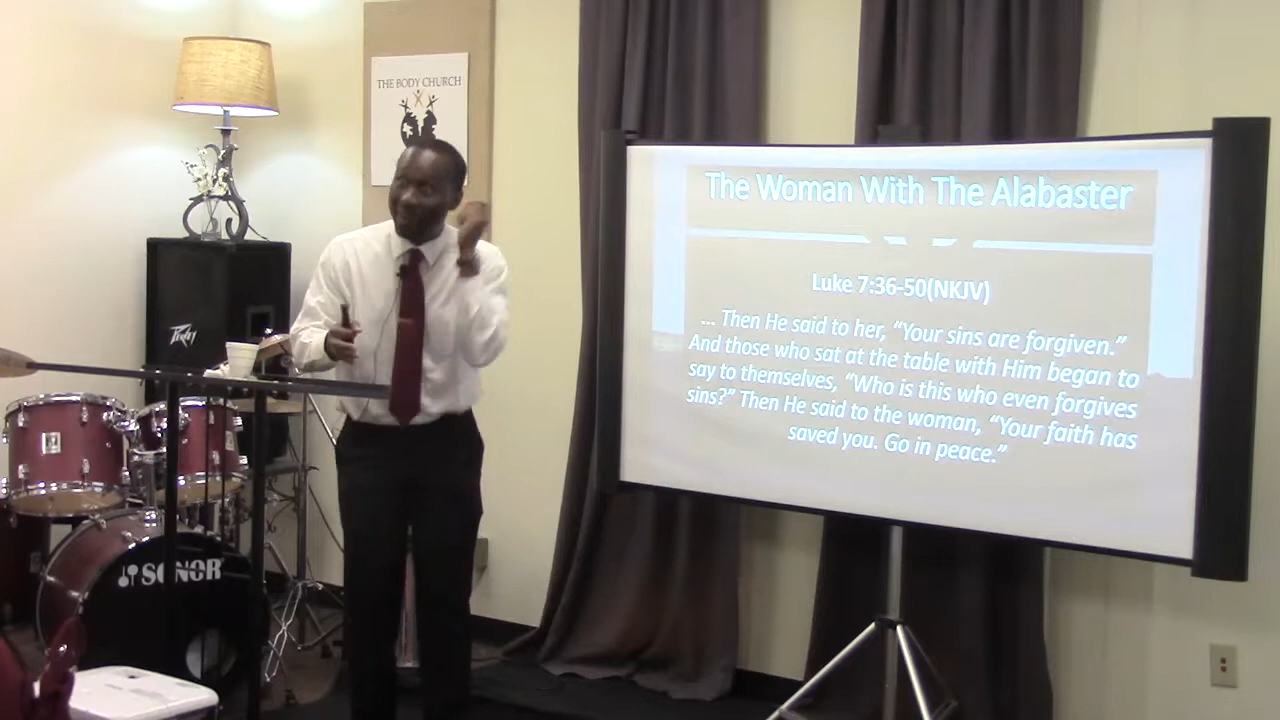 THE BODY CHURCH
The Woman With The Alabaster
Luke 7:36-50(NKJV)
... Then He said to her, “Your sins are forgiven.”
And those who sat at the table with Him began to
say to themselves, “Who is this who even forgives
sins?” Then He said to the woman, “Your faith has
saved you. Go in peace.”
Peavey
SONOR